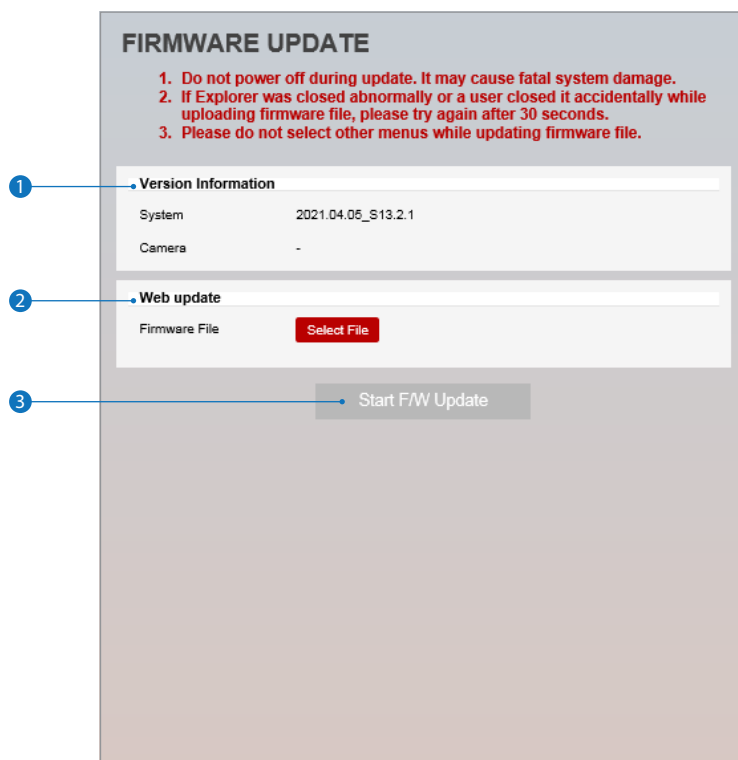 FIRMWARE UPDATE
1. Do not power off during update. It may cause fatal system damage.
2. If Explorer was closed abnormally or a user closed it accidentally while
uploading firmware file, please try again after 30 seconds.
3. Please do not select other menus while updating firmware file.
1 Version Information
System 2021.04.05_S13.2.1
Camera -
2 Web update
Firmware File Select File
3 Start F/W Update